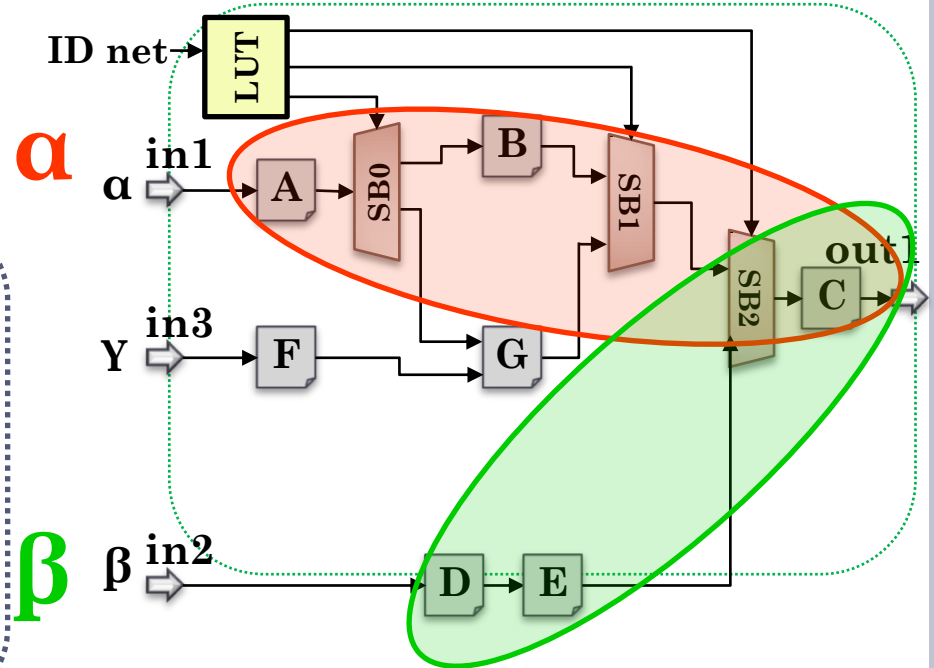 ID net
LUT
α
in1
α
A
SB0
B
SB1
out1
SB2
C
in3
γ
F
G
β
in2
β
D
E